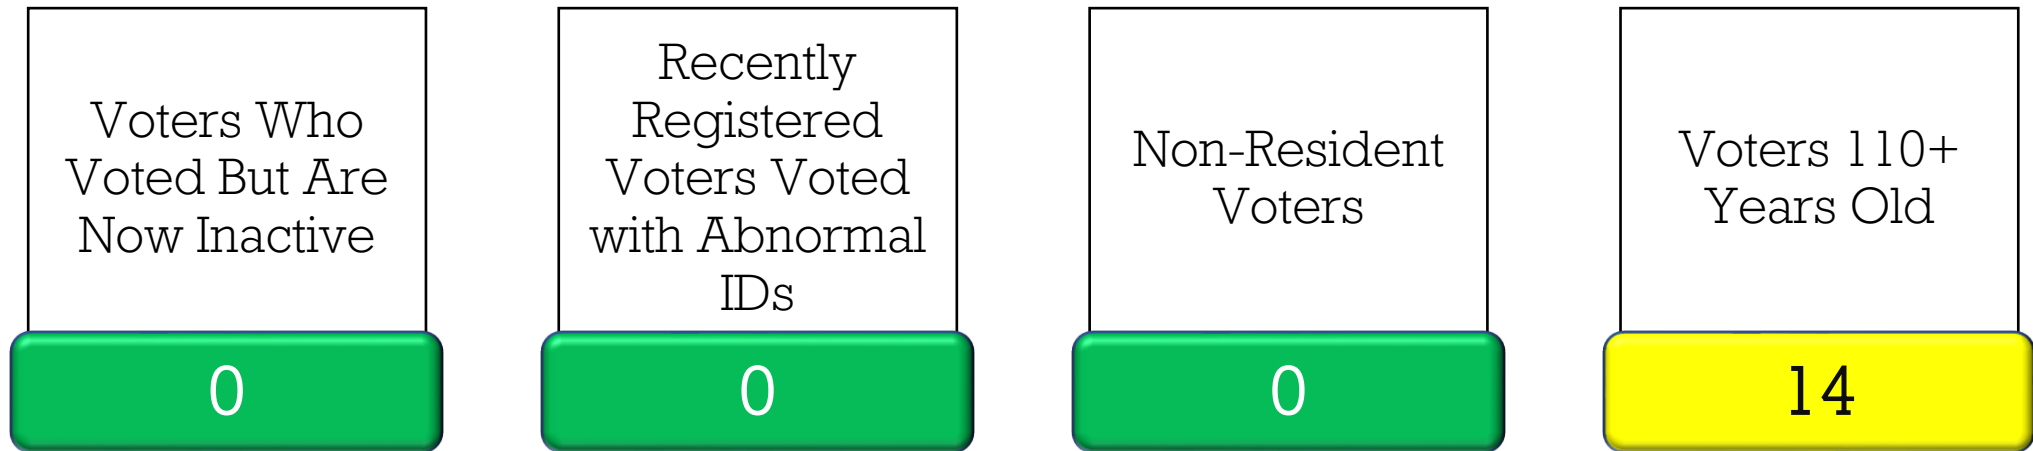 Voters Who
Voted But Are
Now Inactive
0
Recently
Registered
Voters Voted
with Abnormal
IDs
0
Non-Resident
Voters
0
Voters 110+
Years Old
14